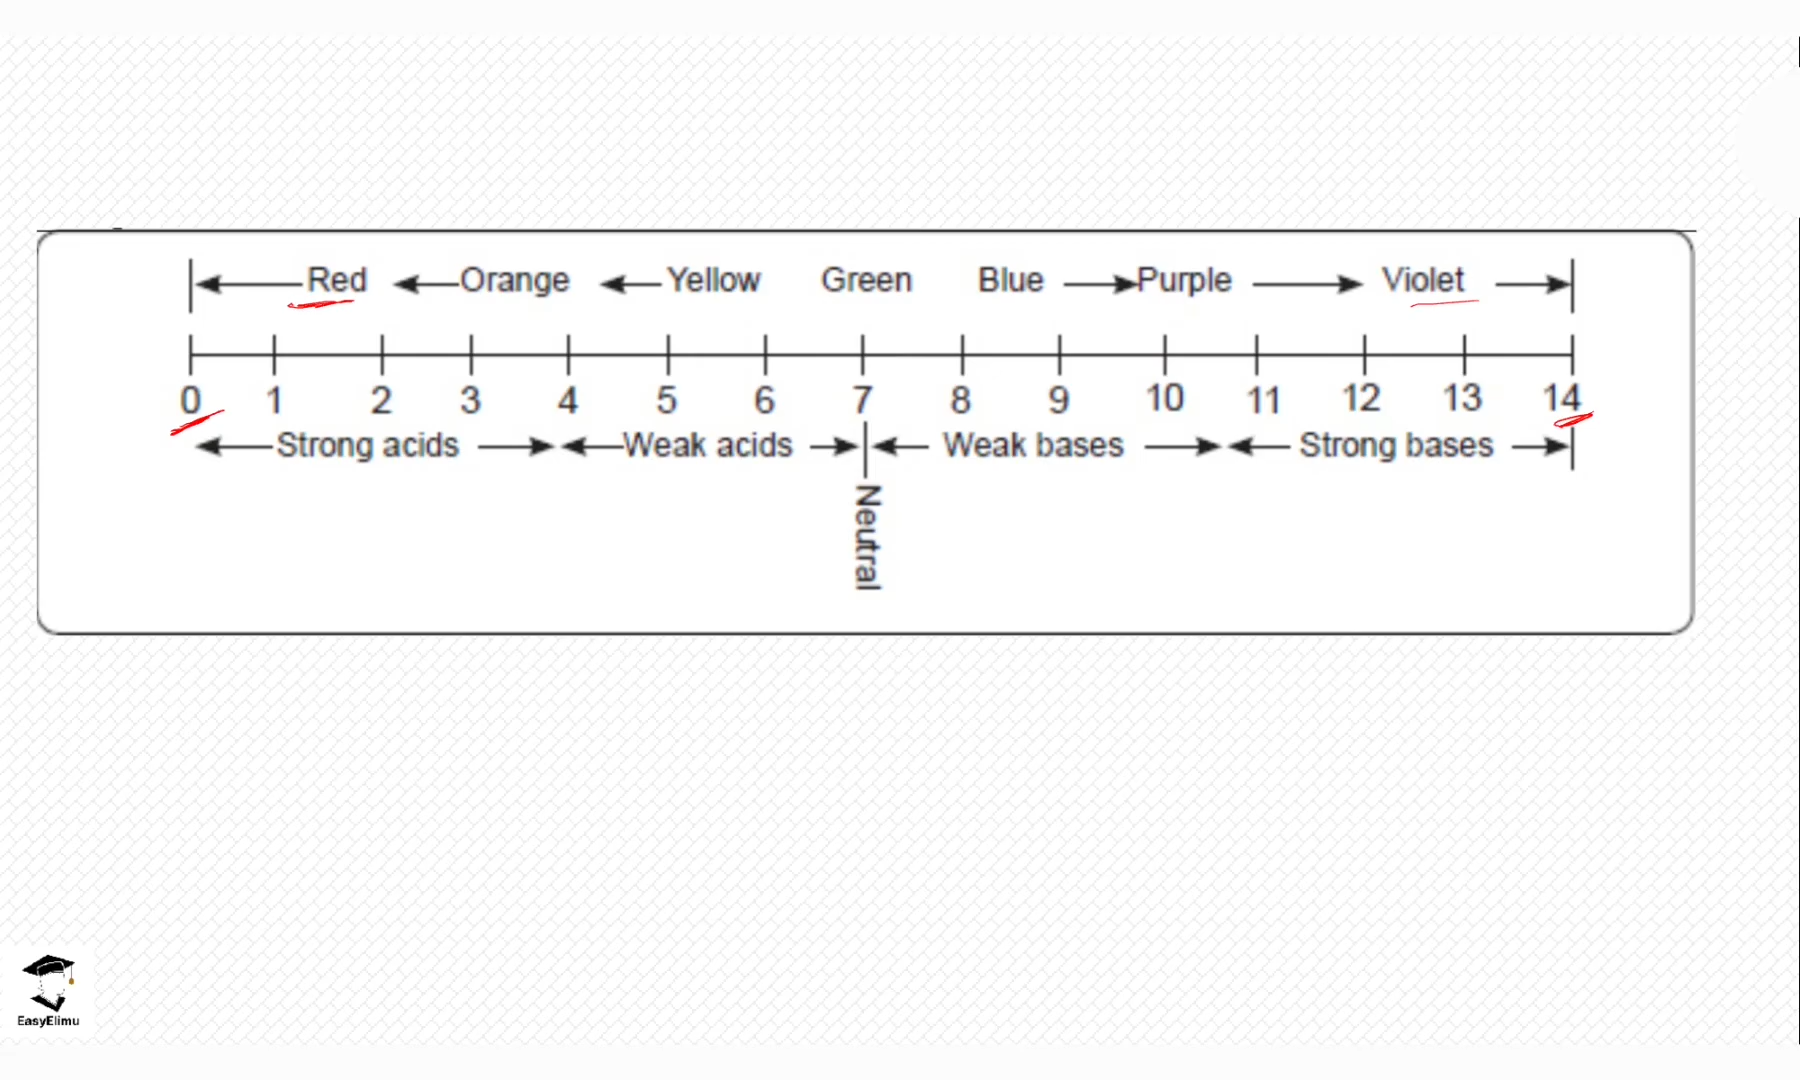 Red Orange Yellow Green Blue Purple Violet
0 1 2 3 4 5 6 7 8 9 10 11 12 13 14
Strong acids Weak acids Weak bases Strong bases
Neutral
EasyElimu